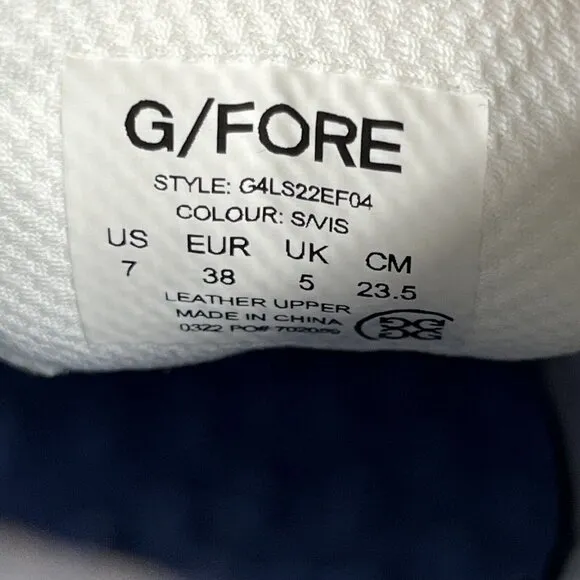 G/FORE
STYLE: G4LS22EF04
COLOUR: S/VIS
US EUR UK CM
7 38 5 23.5
LEATHER UPPER
MADE IN CHINA
0322 PO#